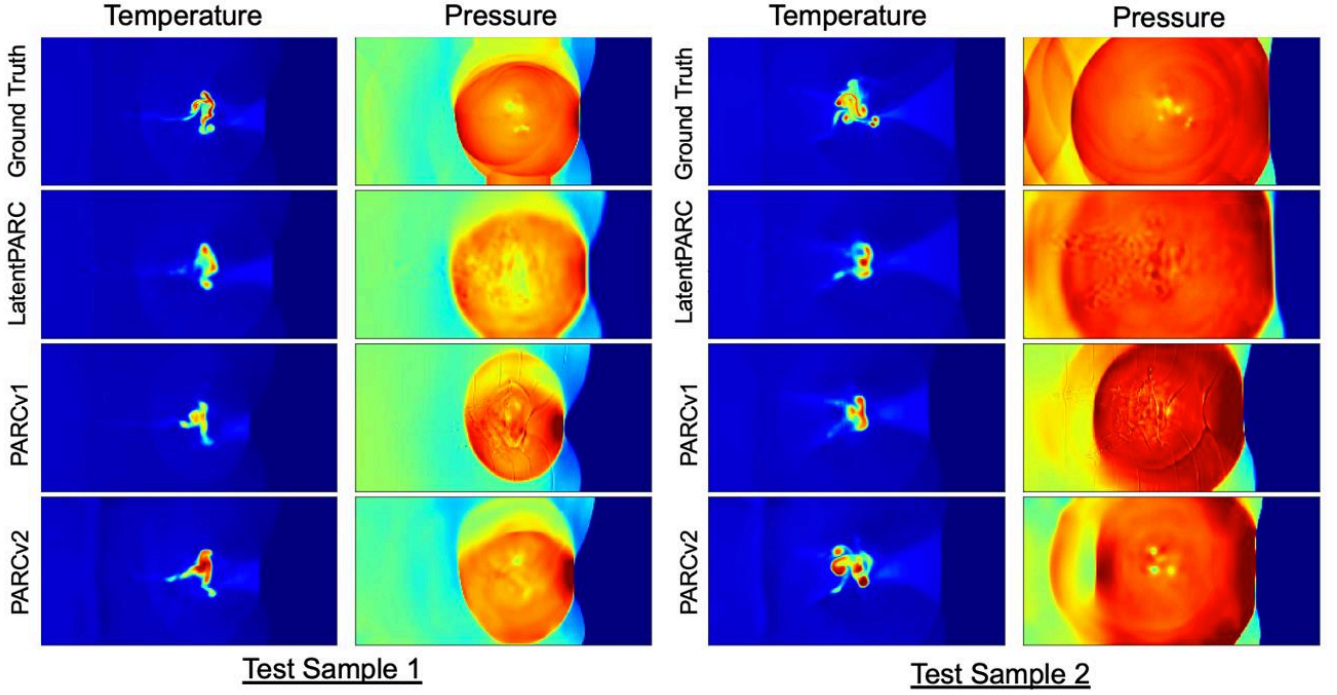 Temperature Pressure Temperature Pressure
Ground Truth Ground Truth
LatentPARC LatentPARC
PARCv1 PARCv1
PARCv2 PARCv2
Test Sample 1 Test Sample 2